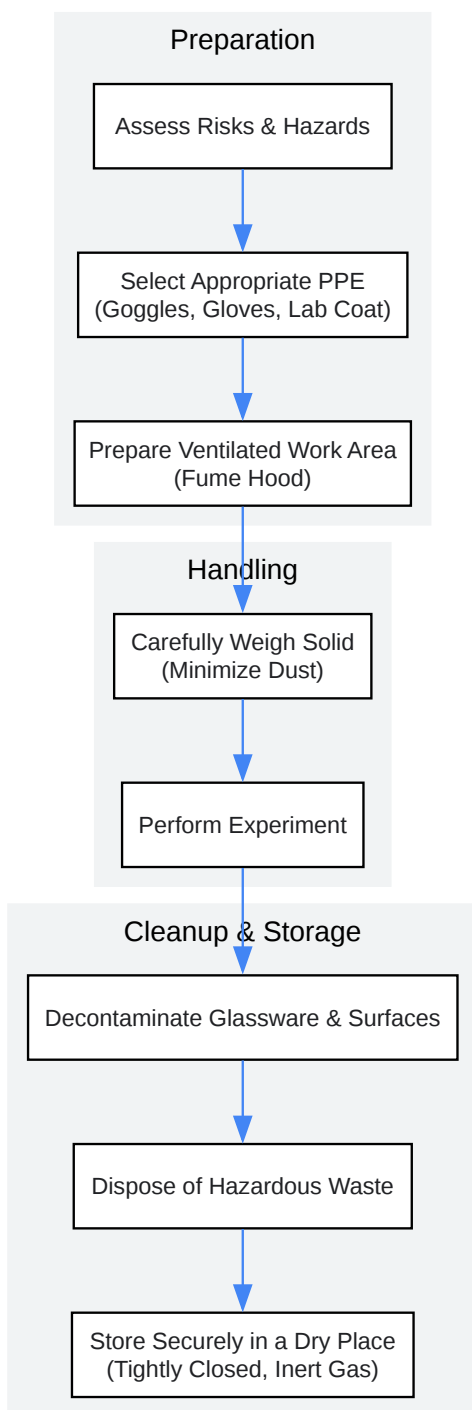 Preparation
Assess Risks & Hazards
Select Appropriate PPE
(Goggles, Gloves, Lab Coat)
Prepare Ventilated Work Area
(Fume Hood)
Handling
Carefully Weigh Solid
(Minimize Dust)
Perform Experiment
Cleanup & Storage
Decontaminate Glassware & Surfaces
Dispose of Hazardous Waste
Store Securely in a Dry Place
(Tightly Closed, Inert Gas)